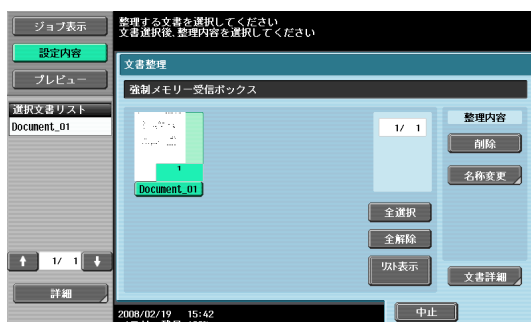 ジョブ表示
設定内容
プレビュー
選択文書リスト
Document_01
1/ 1
詳細
整理する文書を選択してください
文書選択後、整理内容を選択してください
文書整理
強制メモリー受信ボックス
1
Document_01
1/ 1
全選択
全解除
リスト表示
整理内容
削除
名称変更
文書詳細
2008/02/19 15:42
中止